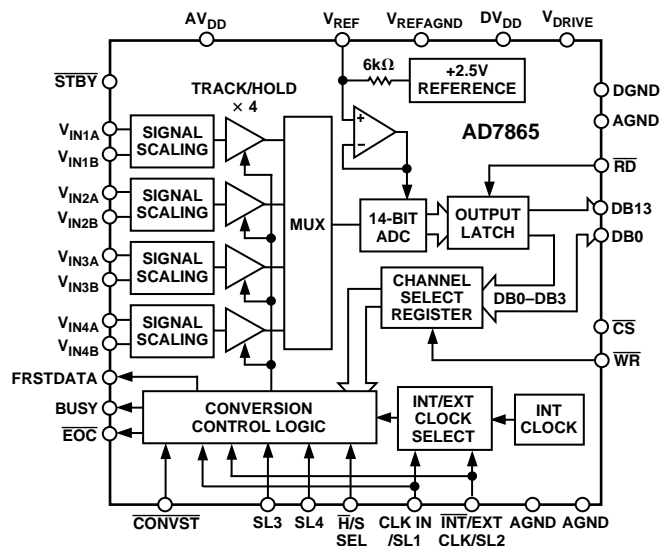 AVDD
VREF
VREFAGND
DVDD
VDRIVE
STBY
TRACK/HOLD
× 4
6kΩ
+2.5V
REFERENCE
DGND
AGND
AD7865
VIN1A
VIN1B
SIGNAL
SCALING
+
−
RD
VIN2A
VIN2B
SIGNAL
SCALING
MUX
14-BIT
ADC
OUTPUT
LATCH
DB13
DB0
VIN3A
VIN3B
SIGNAL
SCALING
CHANNEL
SELECT
REGISTER
DB0–DB3
VIN4A
VIN4B
SIGNAL
SCALING
CS
WR
FRSTDATA
BUSY
EOC
CONVERSION
CONTROL LOGIC
INT/EXT
CLOCK
SELECT
INT
CLOCK
CONVST
SL3
SL4
H/S
SEL
CLK IN
/SL1
INT/EXT
CLK/SL2
AGND
AGND